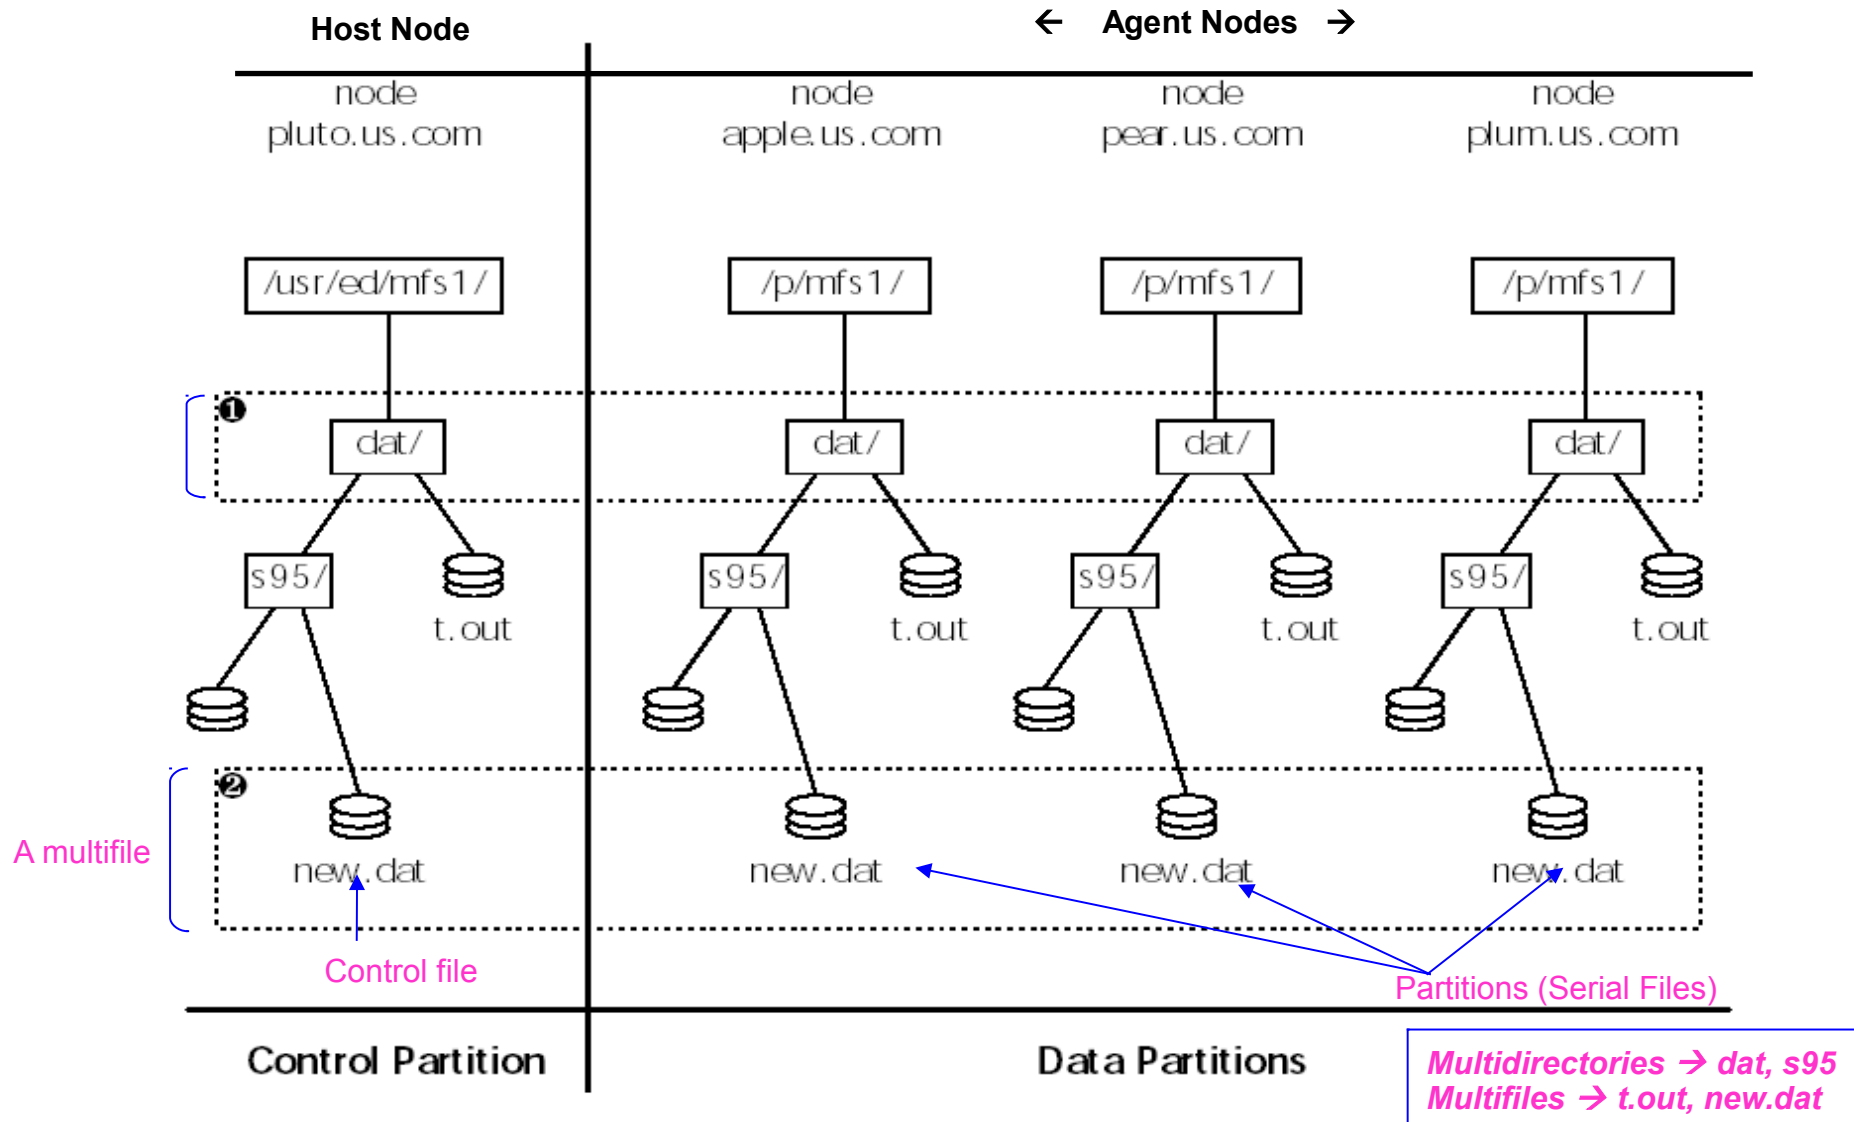 Host Node
← Agent Nodes →
node
pluto.us.com
node
apple.us.com
node
pear.us.com
node
plum.us.com
/usr/ed/mfs1/
/p/mfs1/
/p/mfs1/
/p/mfs1/
❶
dat/
dat/
dat/
dat/
s95/
t.out
s95/
t.out
s95/
t.out
s95/
t.out
❷
A multifile
new.dat
new.dat
new.dat
new.dat
Control file
Partitions (Serial Files)
Control Partition
Data Partitions
Multidirectories → dat, s95
Multifiles → t.out, new.dat